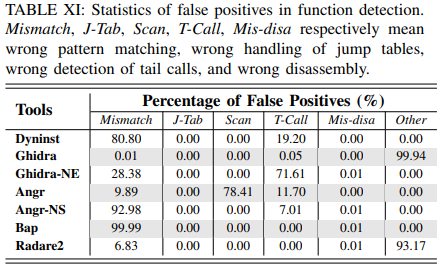 TABLE XI: Statistics of false positives in function detection.
Mismatch, J-Tab, Scan, T-Call, Mis-disa respectively mean
wrong pattern matching, wrong handling of jump tables,
wrong detection of tail calls, and wrong disassembly.
Tools Percentage of False Positives (%)
Mismatch J-Tab Scan T-Call Mis-disa Other
Dyninst 80.80 0.00 0.00 19.20 0.00 0.00
Ghidra 0.01 0.00 0.00 0.05 0.00 99.94
Ghidra-NE 28.38 0.00 0.00 71.61 0.01 0.00
Angr 9.89 0.00 78.41 11.70 0.00 0.00
Angr-NS 92.98 0.00 0.00 7.01 0.01 0.00
Bap 99.99 0.00 0.00 0.00 0.01 0.00
Radare2 6.83 0.00 0.00 0.00 0.01 93.17